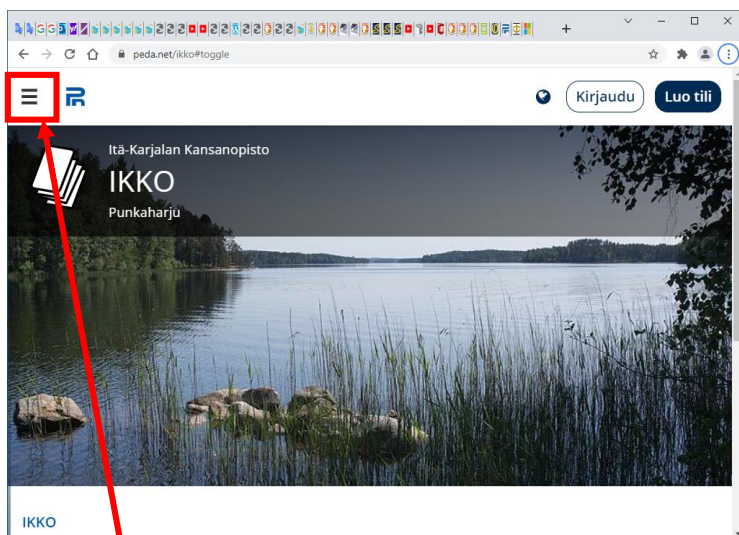 peda.net/ikko#toggle
Kirjaudu
Luo tili
Itä-Karjalan Kansanopisto
IKKO
Punkaharju
IKKO